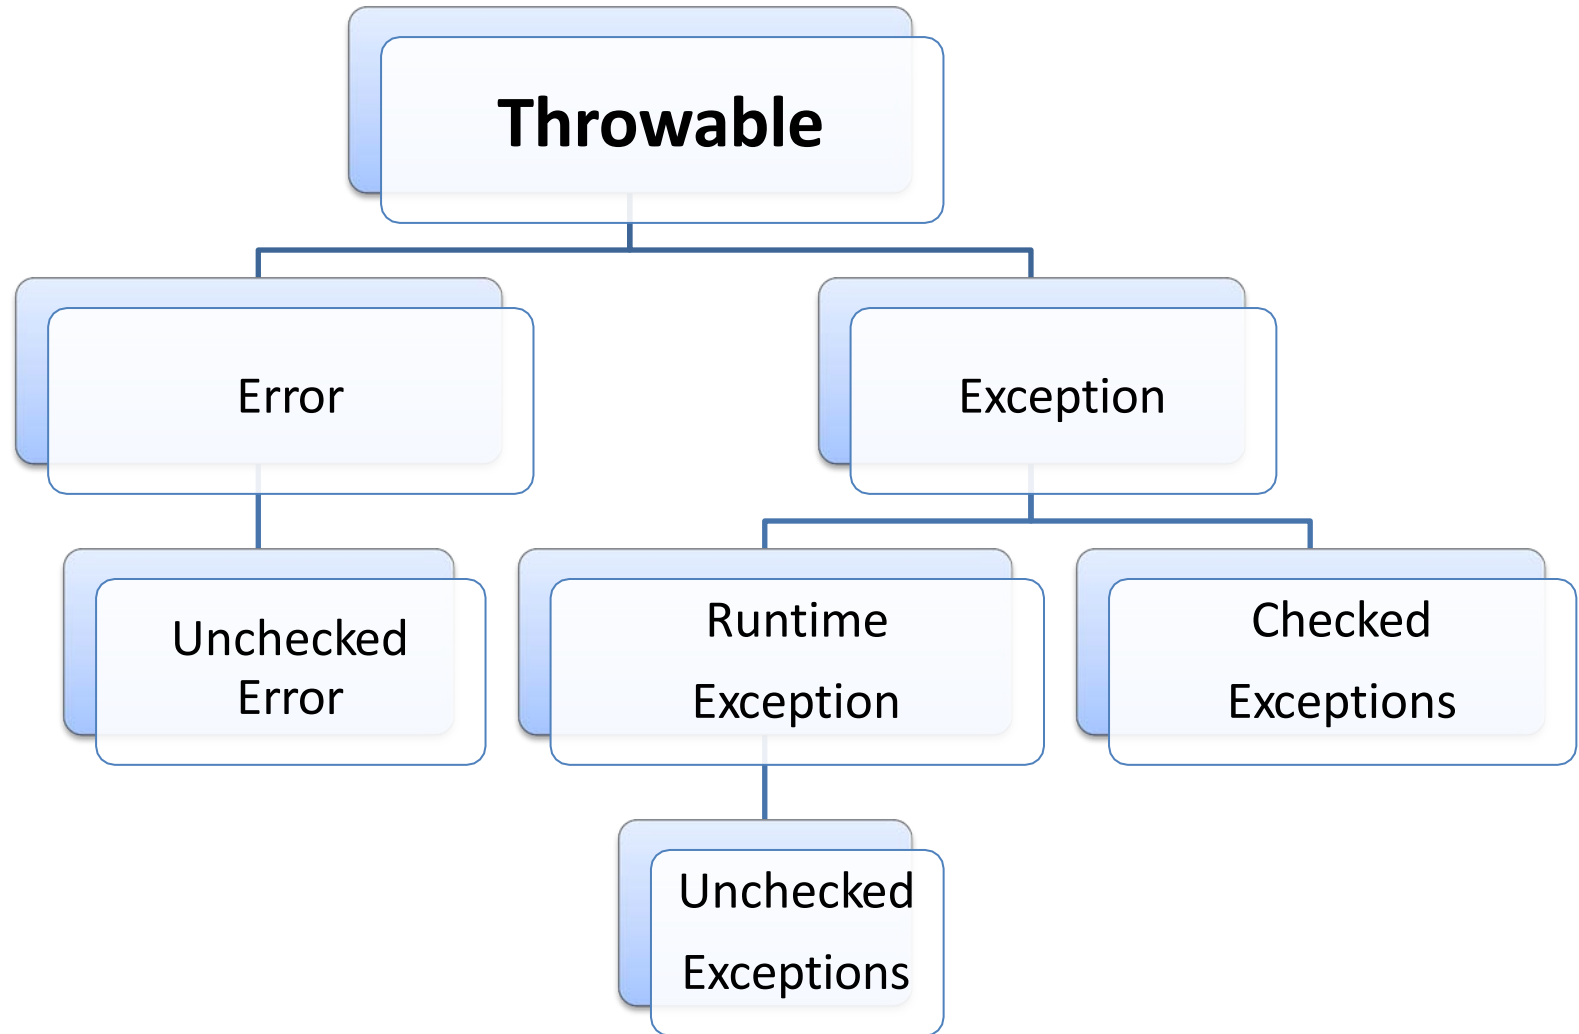 Throwable
Error
Exception
Unchecked
Error
Runtime
Exception
Checked
Exceptions
Unchecked
Exceptions